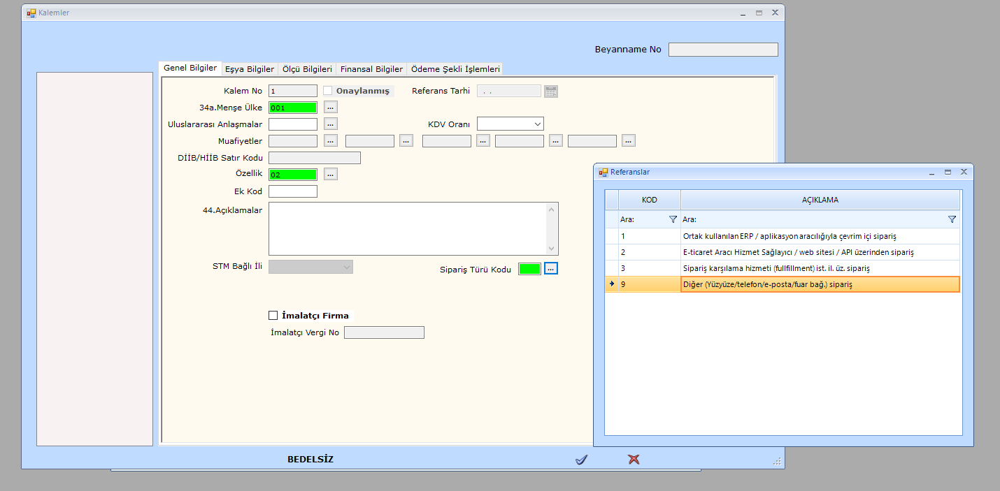 Kalemler
Beyanname No
Genel Bilgiler Eşya Bilgiler Ölçü Bilgileri Finansal Bilgiler Ödeme Şekli İşlemleri
Kalem No 1 Onaylanmış Referans Tarhi . .
34a.Menşe Ülke 001 ...
Uluslararası Anlaşmalar ... KDV Oranı
Muafiyetler ... ... ... ... ...
DİİB/HİİB Satır Kodu
Özellik 02 ...
Ek Kod
44.Açıklamalar
STM Bağlı İli
Sipariş Türü Kodu ...
İmalatçı Firma
İmalatçı Vergi No
BEDELSİZ
Referanslar
KOD AÇIKLAMA
Ara: Ara:
1 Ortak kullanılan ERP / aplikasyon aracılığıyla çevrim içi sipariş
2 E-ticaret Aracı Hizmet Sağlayıcı / web sitesi / API üzerinden sipariş
3 Sipariş karşılama hizmeti (fullfillment) ist. il. üz. sipariş
9 Diğer (Yüzyüze/telefon/e-posta/fuar bağ.) sipariş